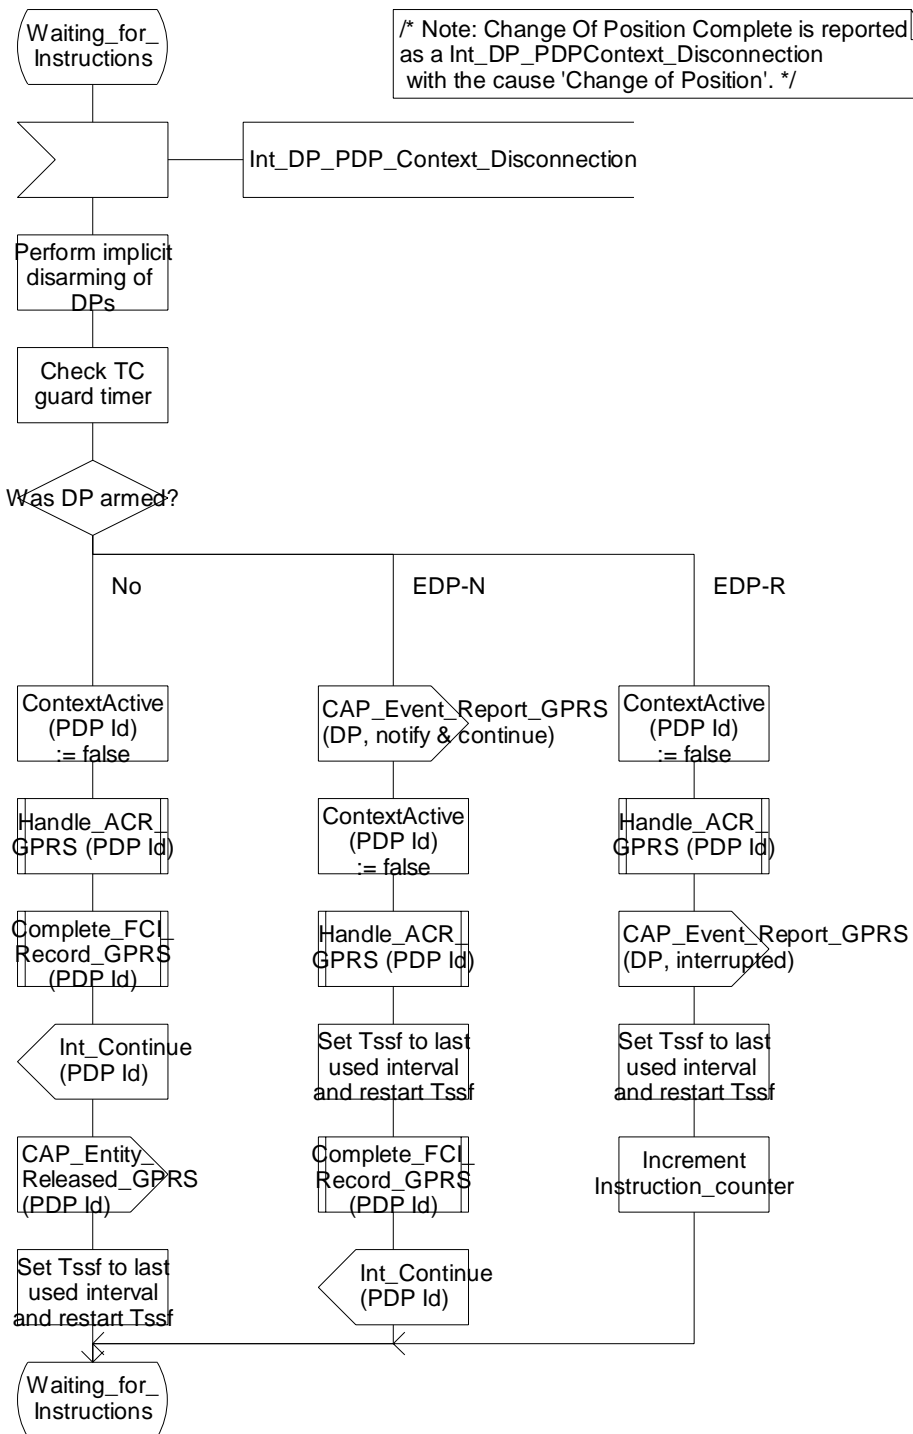 Waiting_for_
Instructions
/* Note: Change Of Position Complete is reported
as a Int_DP_PDPContext_Disconnection
with the cause 'Change of Position'. */
Int_DP_PDP_Context_Disconnection
Perform implicit
disarming of
DPs
Check TC
guard timer
Was DP armed?
No
EDP-N
EDP-R
ContextActive
(PDP Id)
:= false
Handle_ACR_
GPRS (PDP Id)
Complete_FCI_
Record_GPRS
(PDP Id)
Int_Continue
(PDP Id)
CAP_Entity_
Released_GPRS
(PDP Id)
Set Tssf to last
used interval
and restart Tssf
CAP_Event_Report_GPRS
(DP, notify & continue)
ContextActive
(PDP Id)
:= false
Handle_ACR_
GPRS (PDP Id)
Set Tssf to last
used interval
and restart Tssf
Complete_FCI_
Record_GPRS
(PDP Id)
Int_Continue
(PDP Id)
ContextActive
(PDP Id)
:= false
Handle_ACR_
GPRS (PDP Id)
CAP_Event_Report_GPRS
(DP, interrupted)
Set Tssf to last
used interval
and restart Tssf
Increment
Instruction_counter
Waiting_for_
Instructions